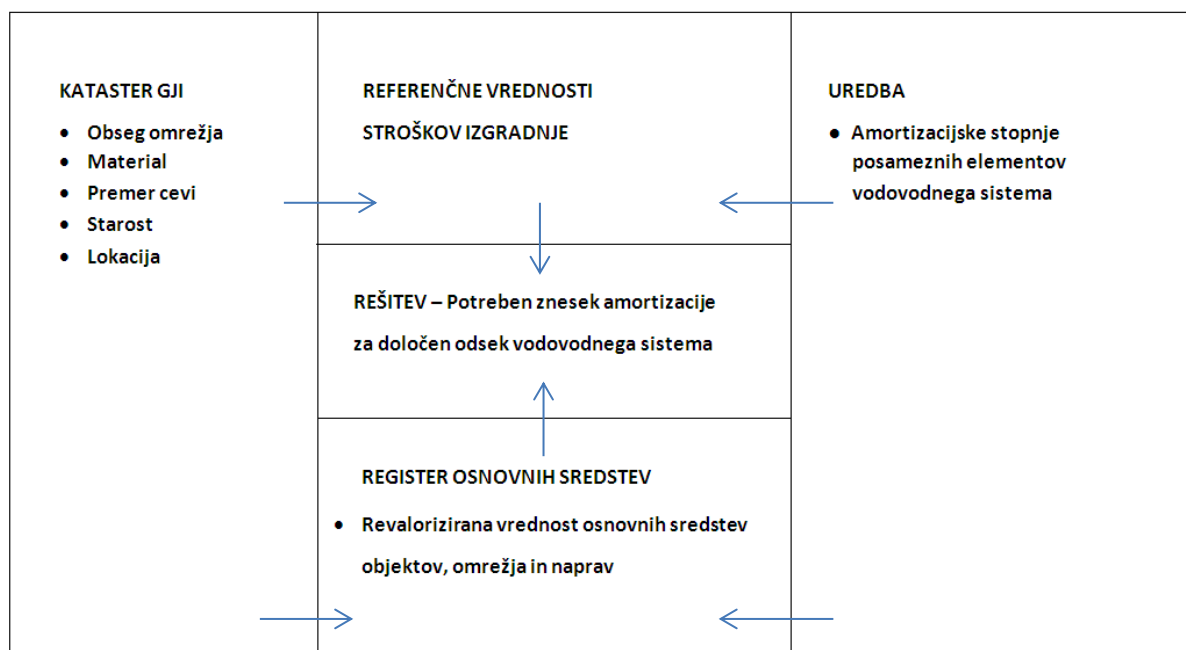 KATASTER GJI
• Obseg omrežja
• Material
• Premer cevi
• Starost
• Lokacija
REFERENČNE VREDNOSTI
STROŠKOV IZGRADNJE
REŠITEV – Potreben znesek amortizacije
za določen odsek vodovodnega sistema
REGISTER OSNOVNIH SREDSTEV
• Revalorizirana vrednost osnovnih sredstev
objektov, omrežja in naprav
UREDBA
• Amortizacijske stopnje
posameznih elementov
vodovodnega sistema